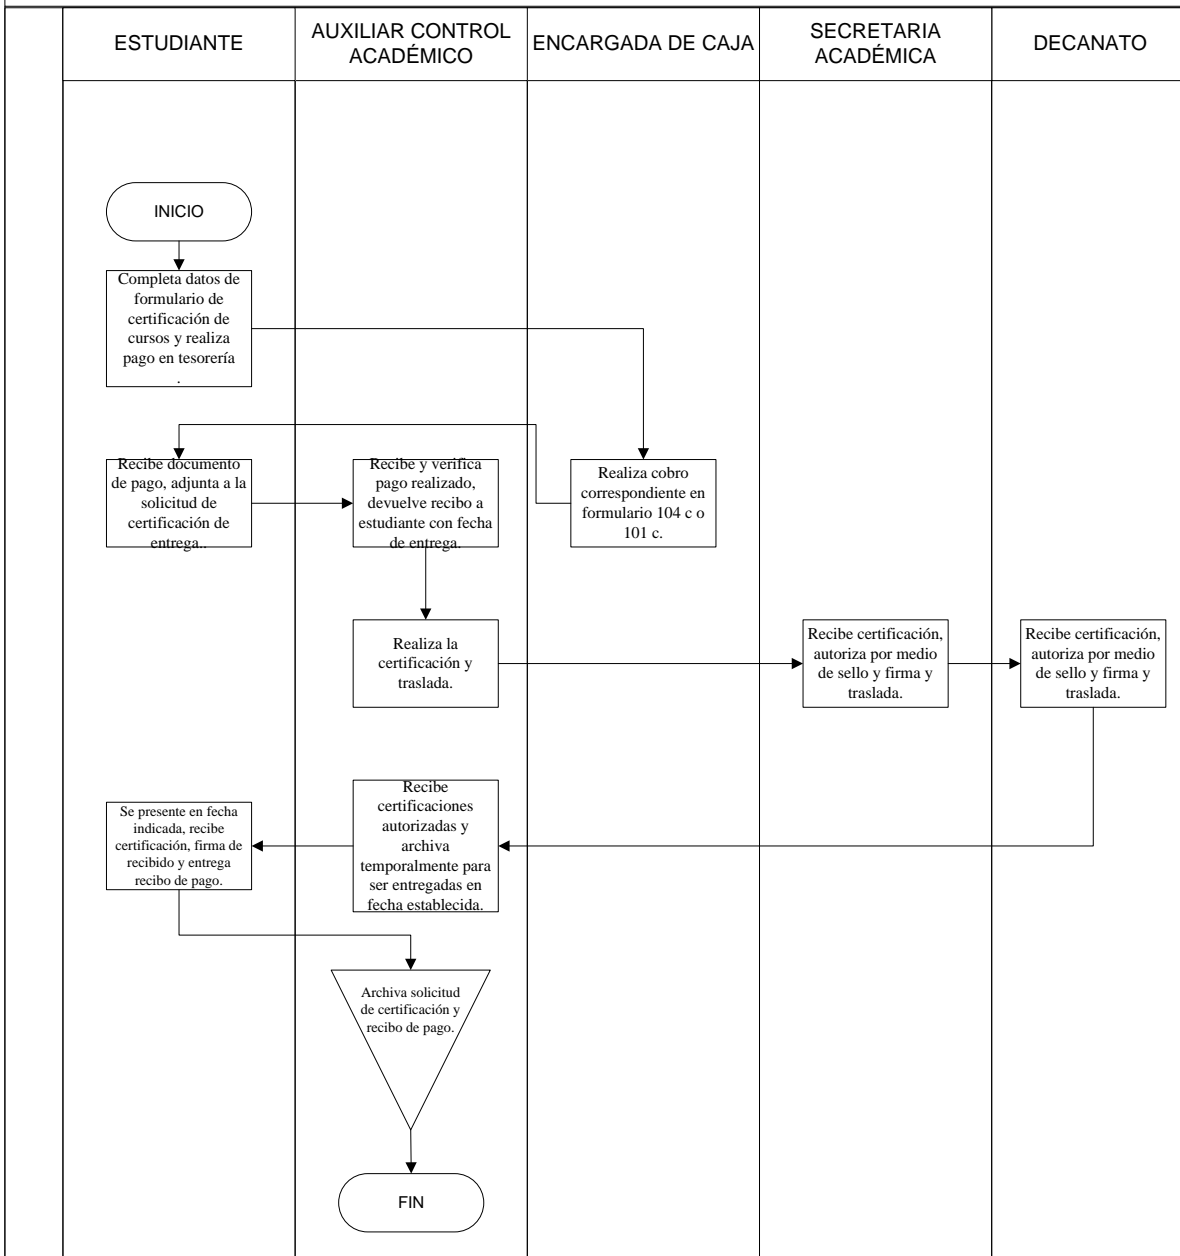 ESTUDIANTE
AUXILIAR CONTROL
ACADÉMICO
ENCARGADA DE CAJA
SECRETARIA
ACADÉMICA
DECANATO
INICIO
Completa datos de
formulario de
certificación de
cursos y realiza
pago en tesorería
.
Recibe documento
de pago, adjunta a la
solicitud de
certificación de
entrega..
Recibe y verifica
pago realizado,
devuelve recibo a
estudiante con fecha
de entrega.
Realiza cobro
correspondiente en
formulario 104 c o
101 c.
Realiza la
certificación y
traslada.
Recibe certificación,
autoriza por medio
de sello y firma y
traslada.
Recibe certificación,
autoriza por medio
de sello y firma y
traslada.
Se presente en fecha
indicada, recibe
certificación, firma de
recibido y entrega
recibo de pago.
Recibe
certificaciones
autorizadas y
archiva
temporalmente para
ser entregadas en
fecha establecida.
Archiva solicitud
de certificación y
recibo de pago.
FIN